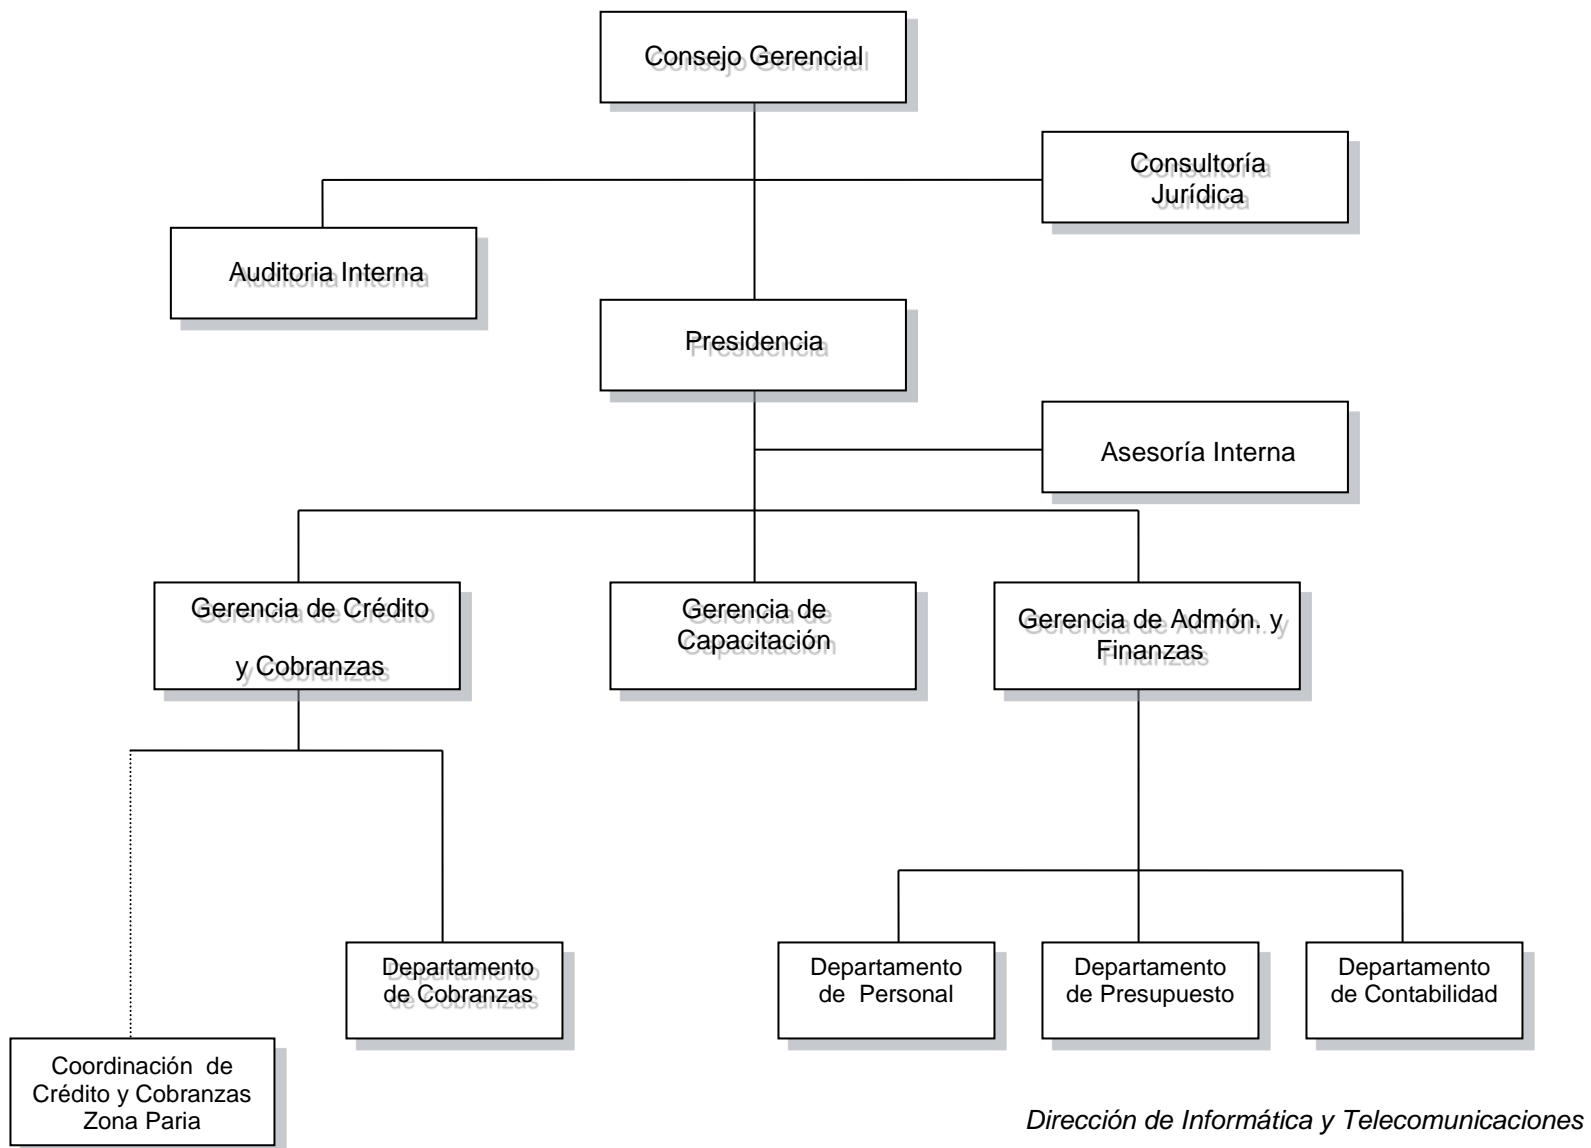 Consejo Gerencial
Consultoría
Jurídica
Auditoria Interna
Presidencia
Asesoría Interna
Gerencia de Crédito
y Cobranzas
Gerencia de
Capacitación
Gerencia de Admón. y
Finanzas
Departamento
de Cobranzas
Departamento
de Personal
Departamento
de Presupuesto
Departamento
de Contabilidad
Coordinación de
Crédito y Cobranzas
Zona Paria
Dirección de Informática y Telecomunicaciones